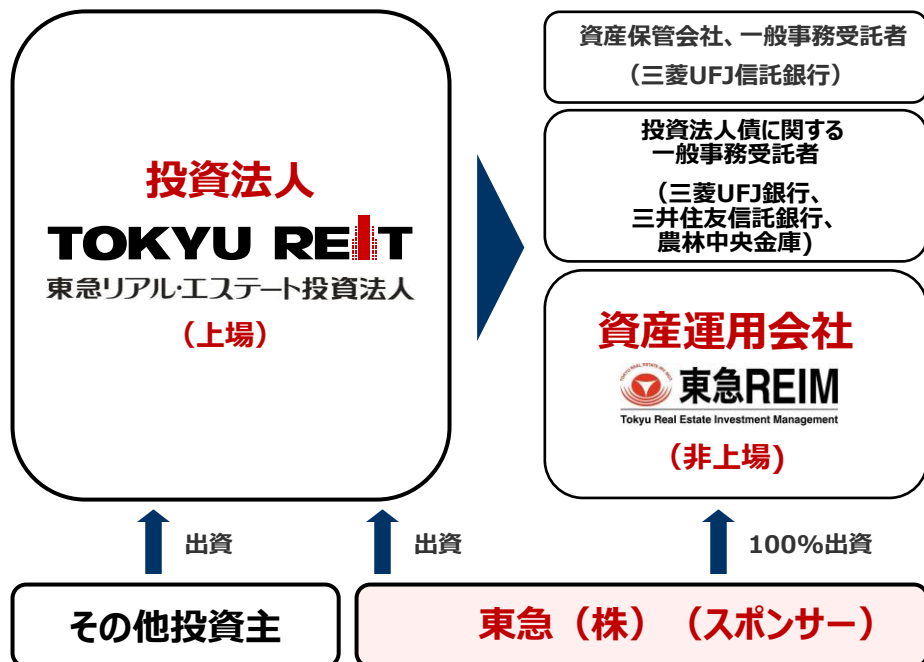 投資法人
TOKYU REIT
東急リアル・エステート投資法人
（上場）
資産保管会社、一般事務受託者
（三菱UFJ信託銀行）
投資法人債に関する
一般事務受託者
（三菱UFJ銀行、
三井住友信託銀行、
農林中央金庫)
資産運用会社
東急REIM
Tokyu Real Estate Investment Management
（非上場)
出資
出資
100%出資
その他投資主
東急（株）（スポンサー）